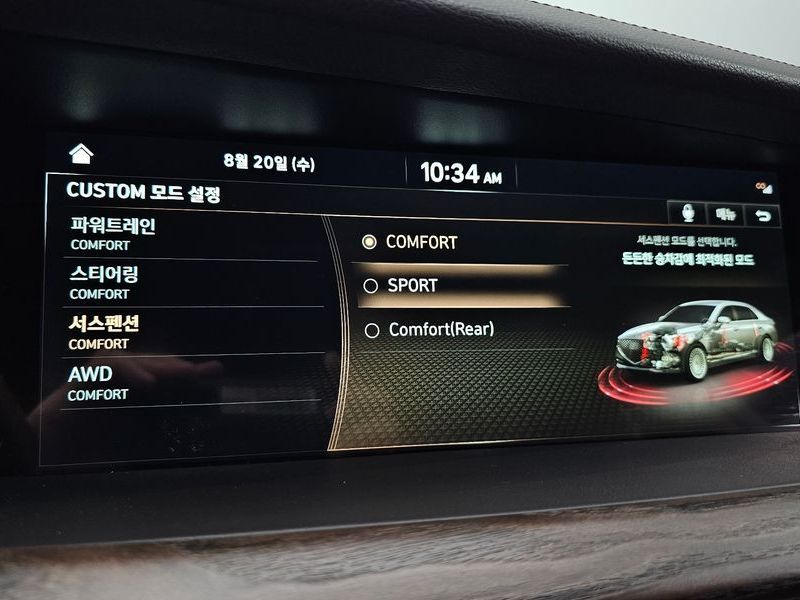 8월 20일 (수)
10:34 AM
CUSTOM 모드 설정
메뉴
파워트레인
COMFORT
스티어링
COMFORT
서스펜션
COMFORT
AWD
COMFORT
COMFORT
SPORT
Comfort(Rear)
서스펜션 모드를 선택합니다.
든든한 승차감에 최적화된 모드